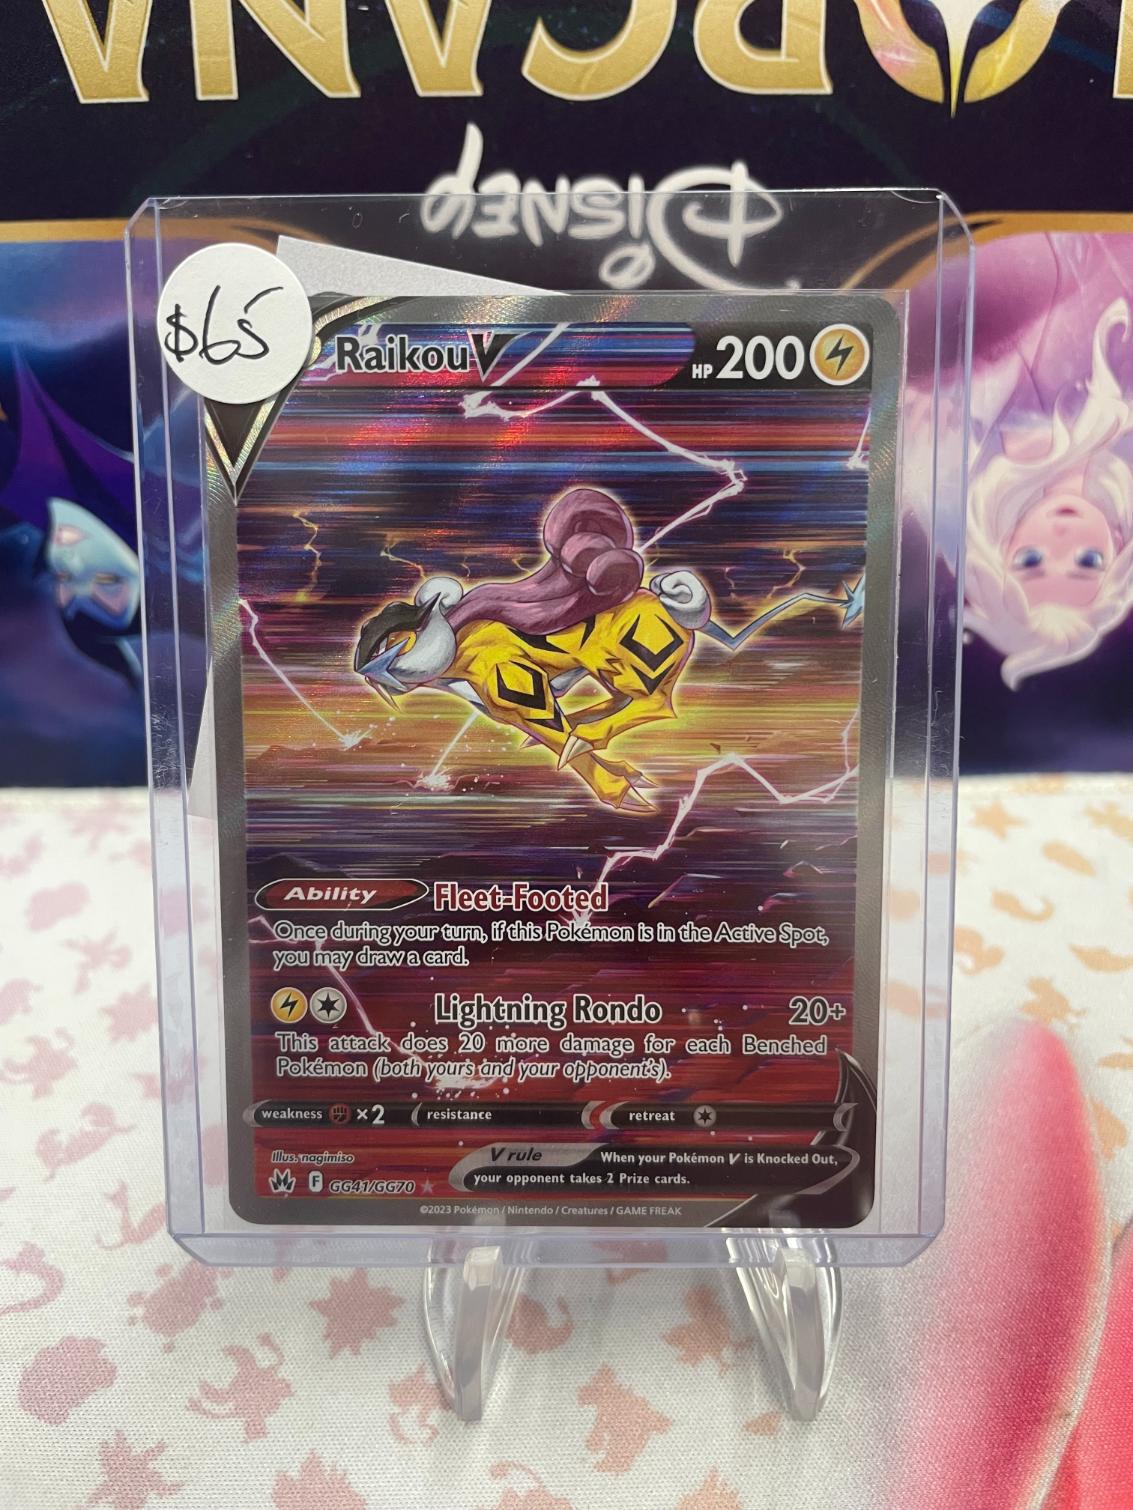 LORCANA
Disney
$65
Raikou V
HP 200
Ability Fleet-Footed
Once during your turn, if this Pokémon is in the Active Spot,
you may draw a card.
Lightning Rondo 20+
This attack does 20 more damage for each Benched
Pokémon (both yours and your opponent's).
weakness ×2 resistance retreat
Illus. nagimiso
V rule When your Pokémon V is Knocked Out,
your opponent takes 2 Prize cards.
F GG41/GG70
©2023 Pokémon / Nintendo / Creatures / GAME FREAK